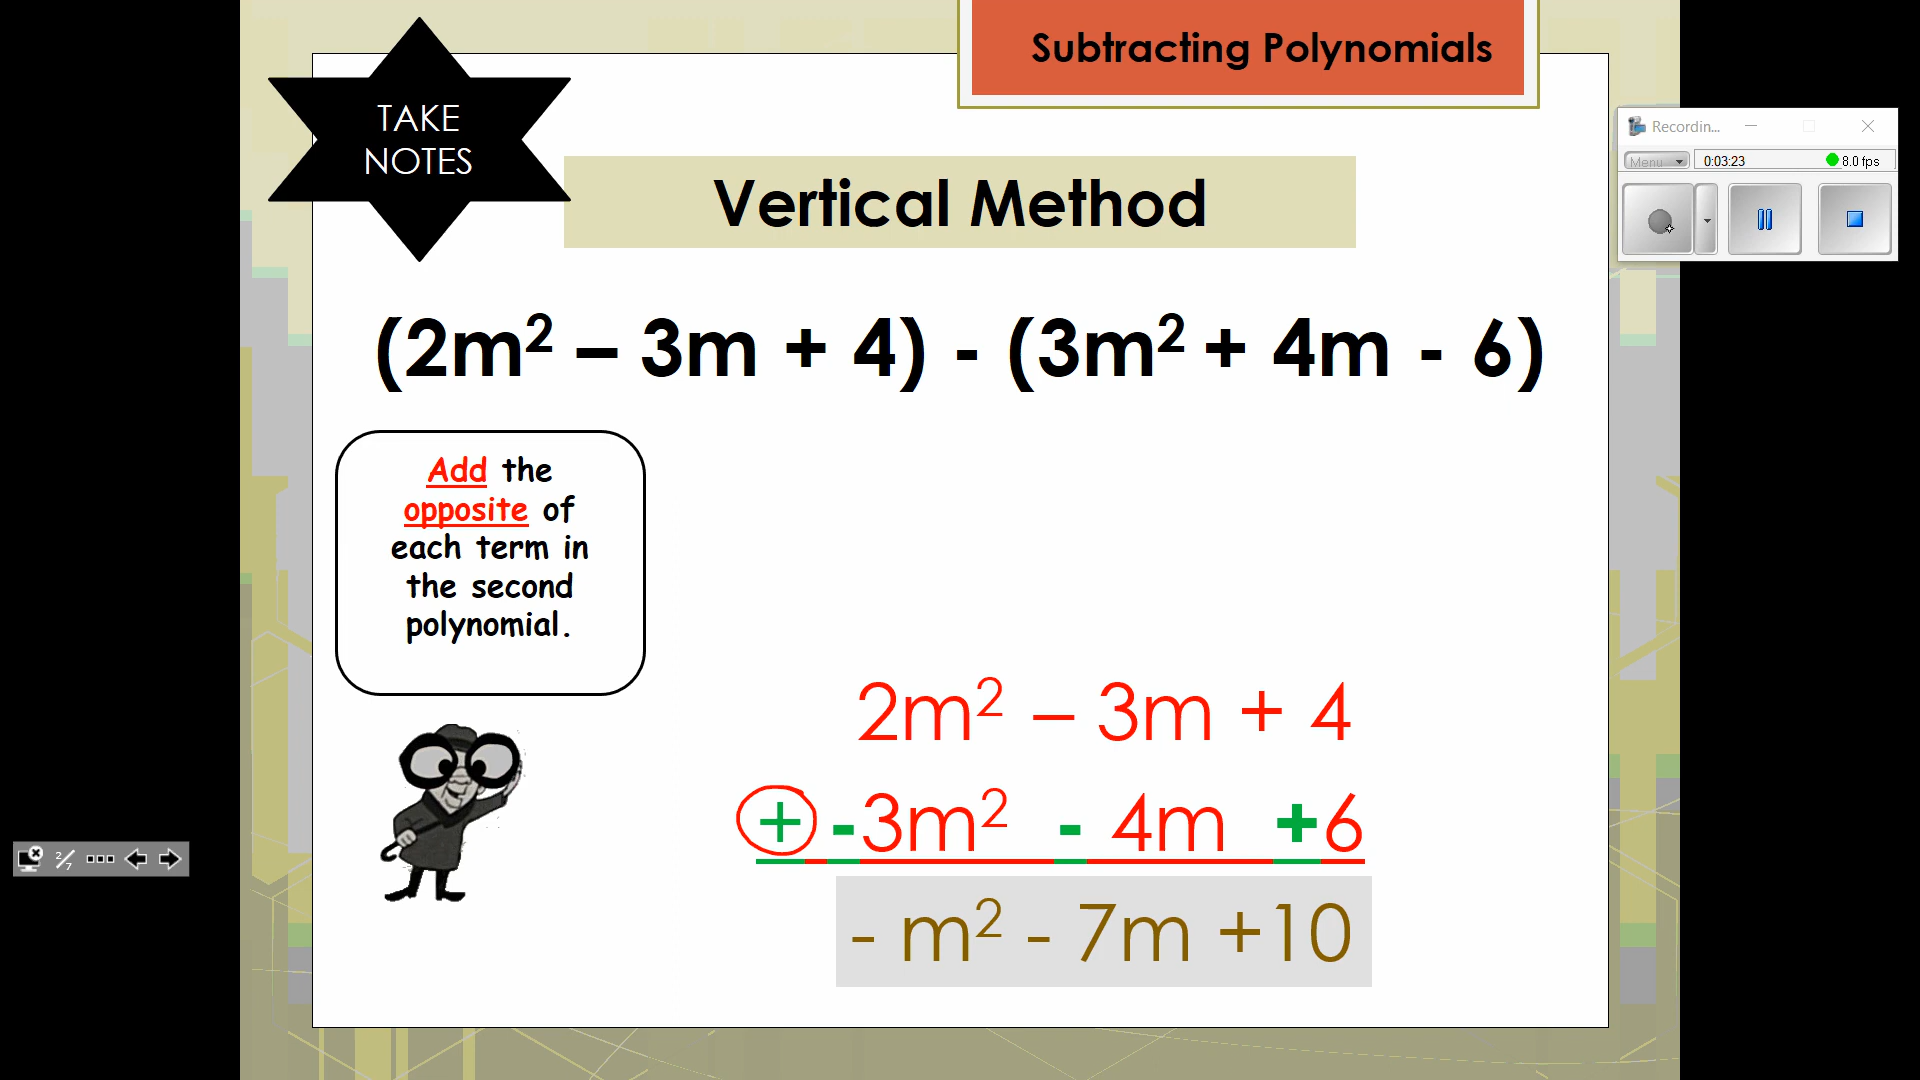 Subtracting Polynomials
TAKE
NOTES
Recordin...
Menu
0:03:23
8.0 fps
Vertical Method
(2m² – 3m + 4) - (3m² + 4m - 6)
Add the
opposite of
each term in
the second
polynomial.
2m² – 3m + 4
+ -3m² - 4m +6
- m² - 7m +10
2/7